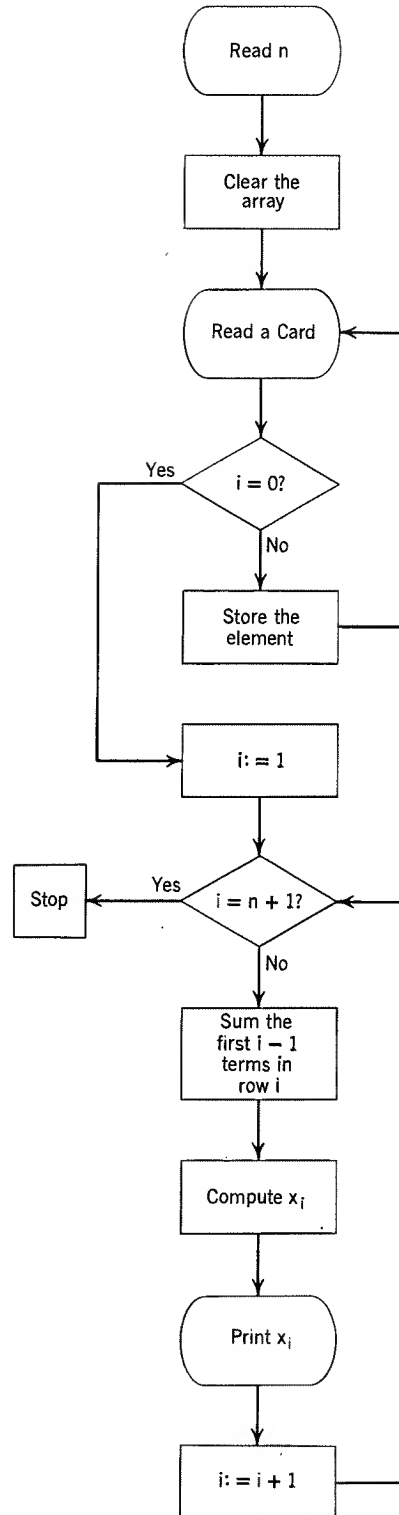 Read n
Clear the
array
Read a Card
Yes
i = 0?
No
Store the
element
i: = 1
Stop
Yes
i = n + 1?
No
Sum the
first i – 1
terms in
row i
Compute xᵢ
Print xᵢ
i: = i + 1